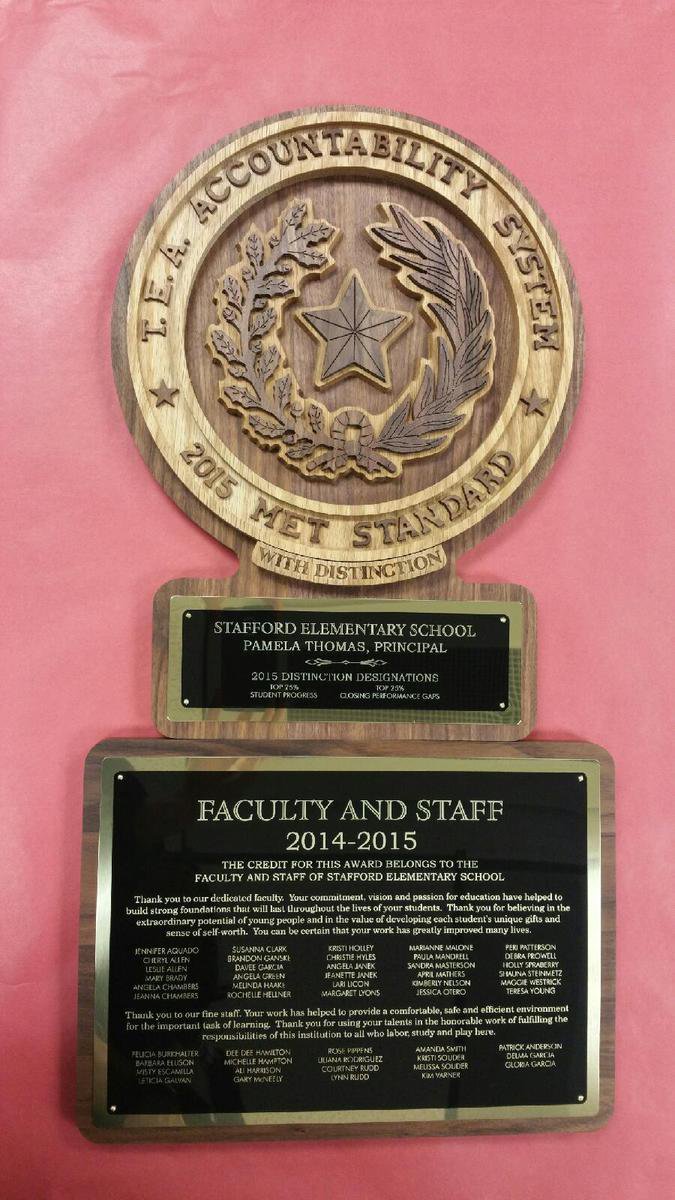 T.E.A. ACCOUNTABILITY SYSTEM
2015 MET STANDARD
WITH DISTINCTION
STAFFORD ELEMENTARY SCHOOL
PAMELA THOMAS, PRINCIPAL
2015 DISTINCTION DESIGNATIONS
TOP 25% TOP 25%
STUDENT PROGRESS CLOSING PERFORMANCE GAPS
FACULTY AND STAFF
2014-2015
THE CREDIT FOR THIS AWARD BELONGS TO THE
FACULTY AND STAFF OF STAFFORD ELEMENTARY SCHOOL
Thank you to our dedicated faculty. Your commitment, vision and passion for education have helped to
build strong foundations that will last throughout the lives of your students. Thank you for believing in the
extraordinary potential of young people and in the value of developing each student's unique gifts and
sense of self-worth. You can be certain that your work has greatly improved many lives.
JENNIFER AQUADO SUSANNA CLARK KRISTI HOLLEY MARIANNE MALONE PERI PATTERSON
CHERYL ALLEN BRANDON GANSKE CHRISTIE HYLES PAULA MANDRELL DEBRA PROWELL
LESLIE ALLEN DAVEE GARCIA ANGELA JANEK SANDRA MASTERSON HOLLY SPRABERRY
MARY BRADY ANGELA GREEN JEANETTE JANEK APRIL MATHERS SHAUNA STEINMETZ
ANGELA CHAMBERS MELINDA HAAKE LARI LICON KIMBERLY NELSON MAGGIE WESTRICK
JEANNA CHAMBERS ROCHELLE HELLNER MARGARET LYONS JESSICA OTERO TERESA YOUNG
Thank you to our fine staff. Your work has helped to provide a comfortable, safe and efficient environment
for the important task of learning. Thank you for using your talents in the honorable work of fulfilling the
responsibilities of this institution to all who labor, study and play here.
FELICIA BURKHALTER DEE DEE HAMILTON ROSE PIPPENS AMANDA SMITH PATRICK ANDERSON
BARBARA ELLISON MICHELLE HAMPTON LILIANA RODRIGUEZ KRISTI SOUDER DELMA GARCIA
MISTY ESCAMILLA ALI HARRISON COURTNEY RUDD MELISSA SOUDER GLORIA GARCIA
LETICIA GALVAN GARY McNEELY LYNN RUDD KIM VARNER